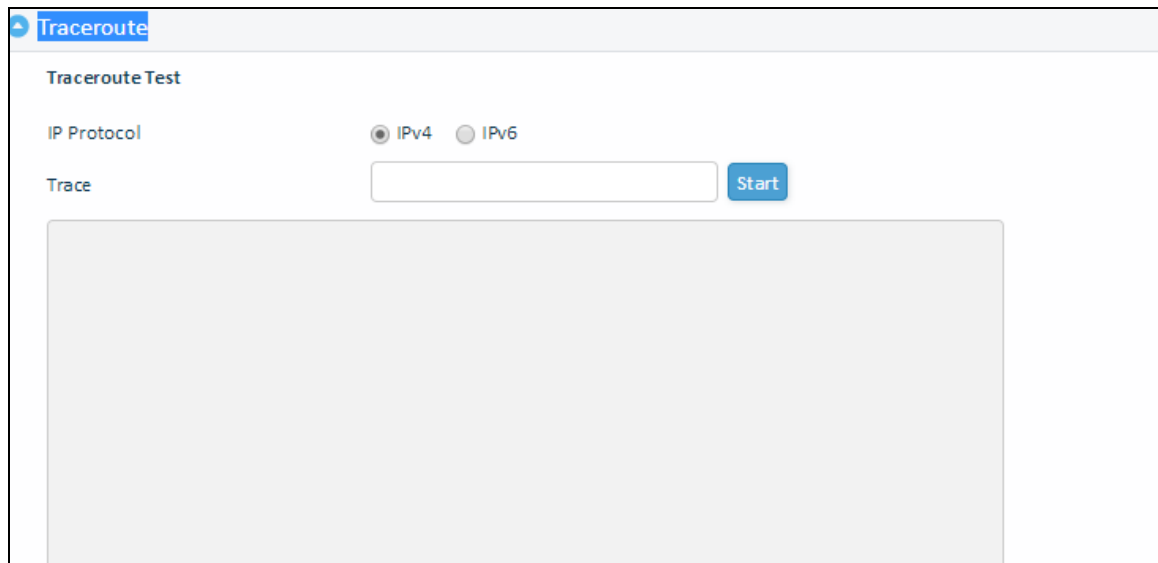 Traceroute
Traceroute Test
IP Protocol IPv4 IPv6
Trace Start